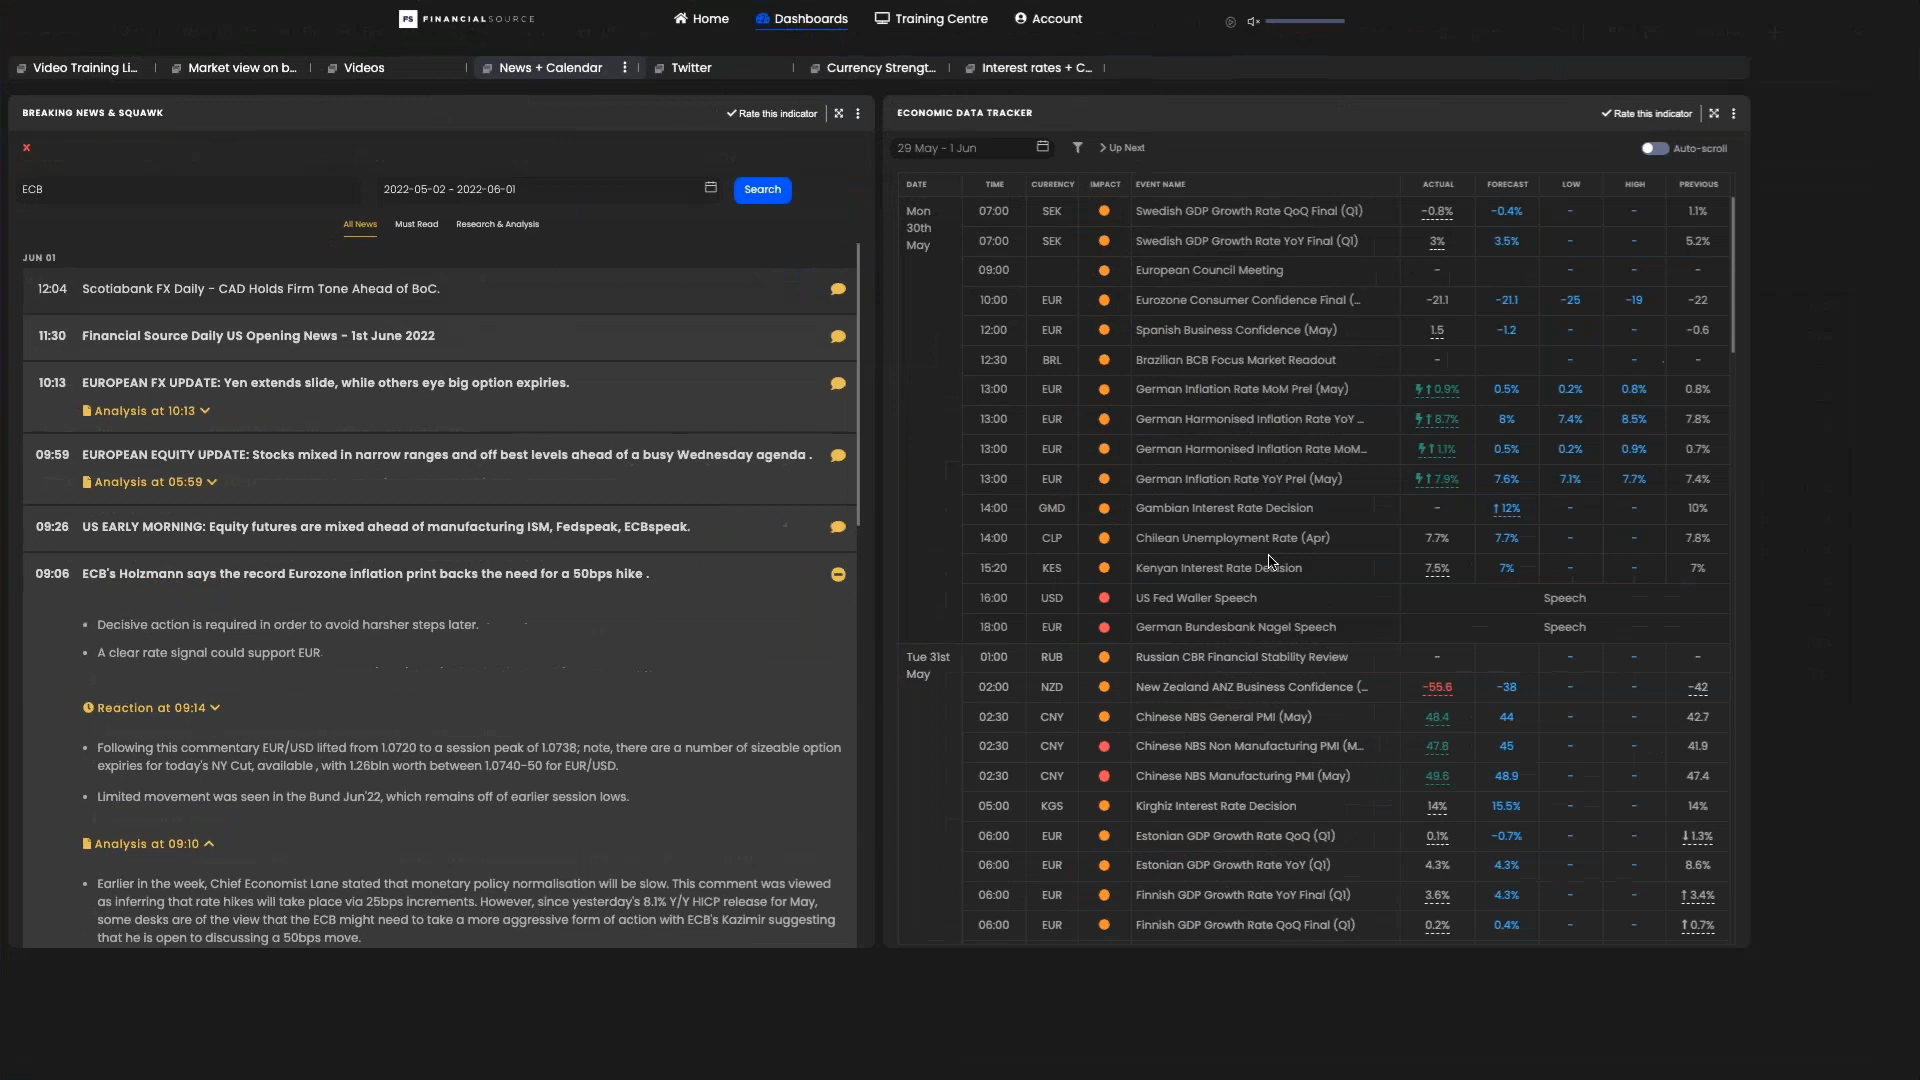 FS FINANCIALSOURCE
Home
Dashboards
Training Centre
Account
Video Training Li...
Market view on b...
Videos
News + Calendar
Twitter
Currency Strengt...
Interest rates + C...
BREAKING NEWS & SQUAWK
Rate this indicator
ECB
2022-05-02 - 2022-06-01
Search
All News Must Read Research & Analysis
JUN 01
12:04 Scotiabank FX Daily - CAD Holds Firm Tone Ahead of BoC.
11:30 Financial Source Daily US Opening News - 1st June 2022
10:13 EUROPEAN FX UPDATE: Yen extends slide, while others eye big option expiries.
Analysis at 10:13
09:59 EUROPEAN EQUITY UPDATE: Stocks mixed in narrow ranges and off best levels ahead of a busy Wednesday agenda .
Analysis at 05:59
09:26 US EARLY MORNING: Equity futures are mixed ahead of manufacturing ISM, Fedspeak, ECBspeak.
09:06 ECB's Holzmann says the record Eurozone inflation print backs the need for a 50bps hike .
• Decisive action is required in order to avoid harsher steps later.
• A clear rate signal could support EUR
Reaction at 09:14
• Following this commentary EUR/USD lifted from 1.0720 to a session peak of 1.0738; note, there are a number of sizeable option
expiries for today's NY Cut, available , with 1.26bln worth between 1.0740-50 for EUR/USD.
• Limited movement was seen in the Bund Jun'22, which remains off of earlier session lows.
Analysis at 09:10
• Earlier in the week, Chief Economist Lane stated that monetary policy normalisation will be slow. This comment was viewed
as inferring that rate hikes will take place via 25bps increments. However, since yesterday's 8.1% Y/Y HICP release for May,
some desks are of the view that the ECB might need to take a more aggressive form of action with ECB's Kazimir suggesting
that he is open to discussing a 50bps move.
ECONOMIC DATA TRACKER
Rate this indicator
29 May - 1 Jun
Up Next
Auto-scroll
DATE TIME CURRENCY IMPACT EVENT NAME ACTUAL FORECAST LOW HIGH PREVIOUS
Mon 30th May
07:00 SEK Swedish GDP Growth Rate QoQ Final (Q1) -0.8% -0.4% - - 1.1%
07:00 SEK Swedish GDP Growth Rate YoY Final (Q1) 3% 3.5% - - 5.2%
09:00 European Council Meeting - - - -
10:00 EUR Eurozone Consumer Confidence Final (... -21.1 -21.1 -25 -19 -22
12:00 EUR Spanish Business Confidence (May) 1.5 -1.2 - - -0.6
12:30 BRL Brazilian BCB Focus Market Readout - - - -
13:00 EUR German Inflation Rate MoM Prel (May) ↑ 0.9% 0.5% 0.2% 0.8% 0.8%
13:00 EUR German Harmonised Inflation Rate YoY ... ↑ 8.7% 8% 7.4% 8.5% 7.8%
13:00 EUR German Harmonised Inflation Rate MoM... ↑ 1.1% 0.5% 0.2% 0.9% 0.7%
13:00 EUR German Inflation Rate YoY Prel (May) ↑ 7.9% 7.6% 7.1% 7.7% 7.4%
14:00 GMD Gambian Interest Rate Decision - ↑ 12% - - 10%
14:00 CLP Chilean Unemployment Rate (Apr) 7.7% 7.7% - - 7.8%
15:20 KES Kenyan Interest Rate Decision 7.5% 7% - - 7%
16:00 USD US Fed Waller Speech Speech
18:00 EUR German Bundesbank Nagel Speech Speech
Tue 31st May
01:00 RUB Russian CBR Financial Stability Review - - - -
02:00 NZD New Zealand ANZ Business Confidence (... -55.6 -38 - - -42
02:30 CNY Chinese NBS General PMI (May) 48.4 44 - - 42.7
02:30 CNY Chinese NBS Non Manufacturing PMI (M... 47.8 45 - - 41.9
02:30 CNY Chinese NBS Manufacturing PMI (May) 49.6 48.9 - - 47.4
05:00 KGS Kirghiz Interest Rate Decision 14% 15.5% - - 14%
06:00 EUR Estonian GDP Growth Rate QoQ (Q1) 0.1% -0.7% - - ↓ 1.3%
06:00 EUR Estonian GDP Growth Rate YoY (Q1) 4.3% 4.3% - - 8.6%
06:00 EUR Finnish GDP Growth Rate YoY Final (Q1) 3.6% 4.3% - - ↑ 3.4%
06:00 EUR Finnish GDP Growth Rate QoQ Final (Q1) 0.2% 0.4% - - ↑ 0.7%